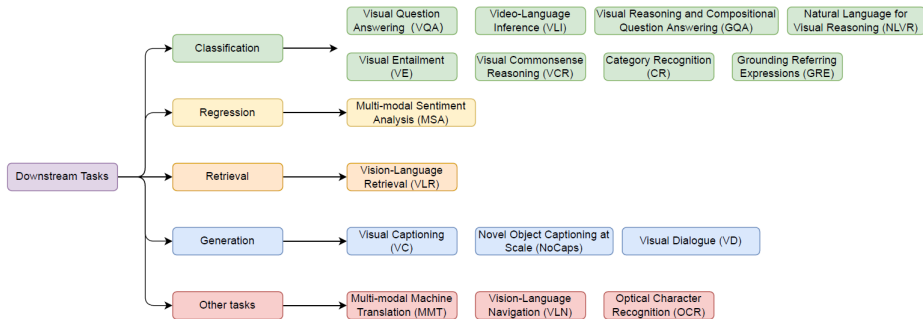 Visual Question
Answering (VQA)
Video-Language
Inference (VLI)
Visual Reasoning and Compositional
Question Answering (GQA)
Natural Language for
Visual Reasoning (NLVR)
Classification
Visual Entailment
(VE)
Visual Commonsense
Reasoning (VCR)
Category Recognition
(CR)
Grounding Referring
Expressions (GRE)
Regression
Multi-modal Sentiment
Analysis (MSA)
Downstream Tasks
Retrieval
Vision-Language
Retrieval (VLR)
Generation
Visual Captioning
(VC)
Novel Object Captioning at
Scale (NoCaps)
Visual Dialogue (VD)
Other tasks
Multi-modal Machine
Translation (MMT)
Vision-Language
Navigation (VLN)
Optical Character
Recognition (OCR)